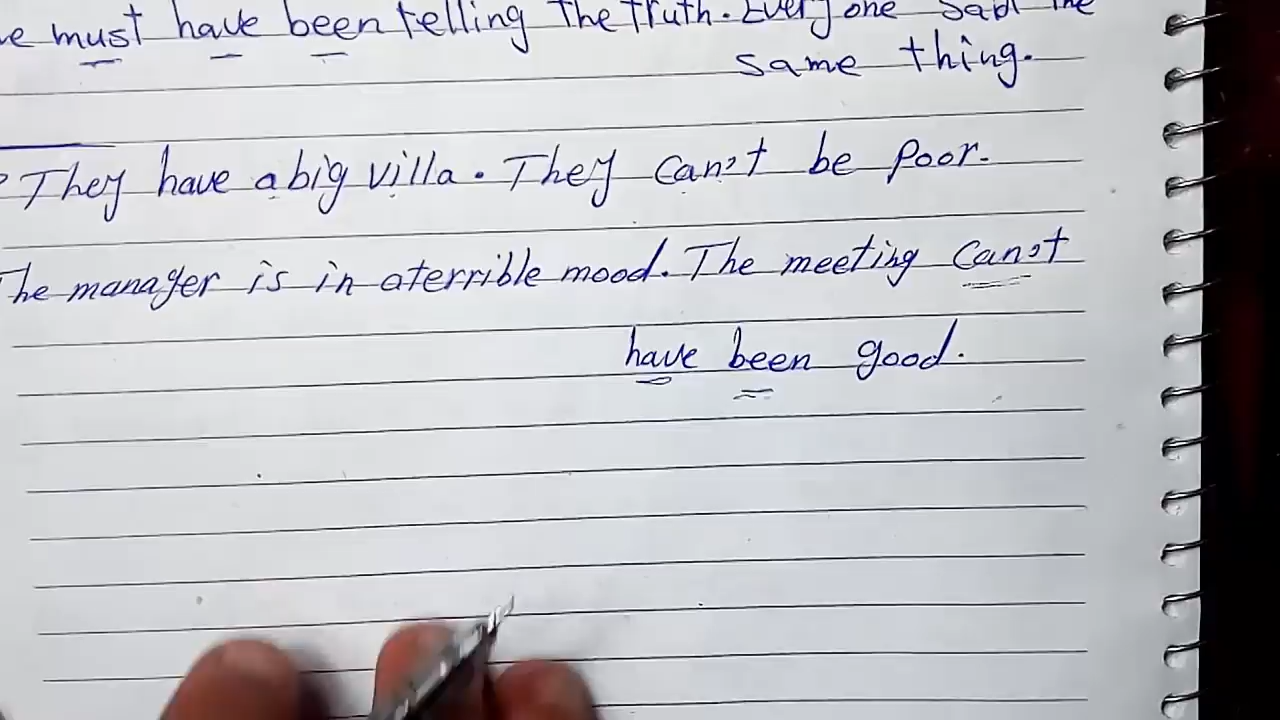 e must have been telling The Truth. Everyone said The
same thing.
They have a big villa. They can't be Poor.
The manager is in a terrible mood. The meeting can't
have been good.